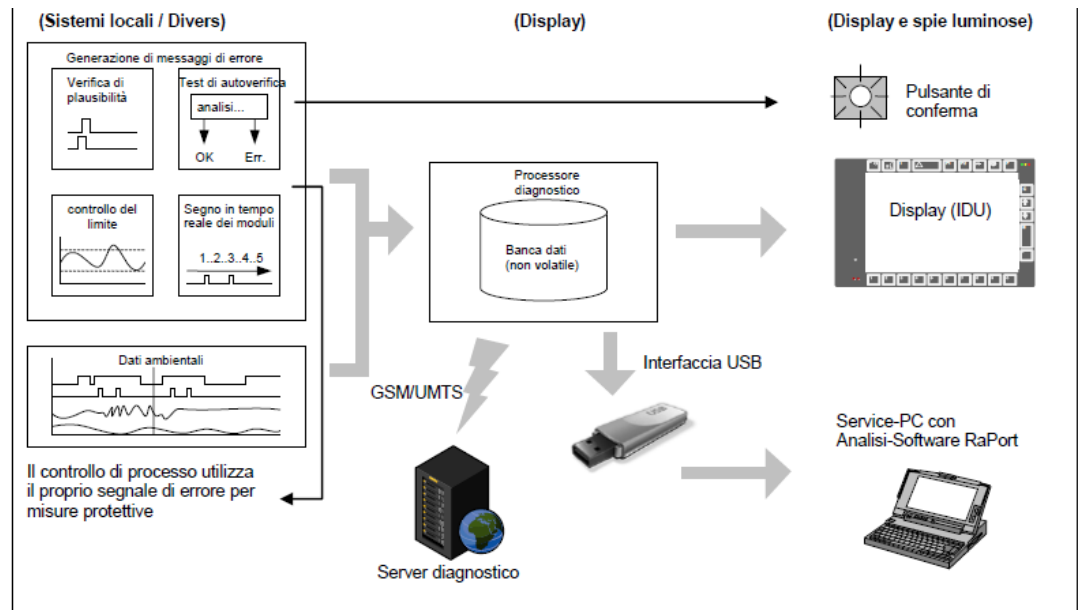 (Sistemi locali / Divers)
(Display)
(Display e spie luminose)
Generazione di messaggi di errore
Verifica di
plausibilità
Test di autoverifica
analisi...
OK
Err.
controllo del
limite
Segno in tempo
reale dei moduli
1..2...3...4..5
Dati ambientali
Il controllo di processo utilizza
il proprio segnale di errore per
misure protettive
Processore
diagnostico
Banca dati
(non volatile)
GSM/UMTS
Interfaccia USB
USB
Server diagnostico
Pulsante di
conferma
Display (IDU)
Service-PC con
Analisi-Software RaPort